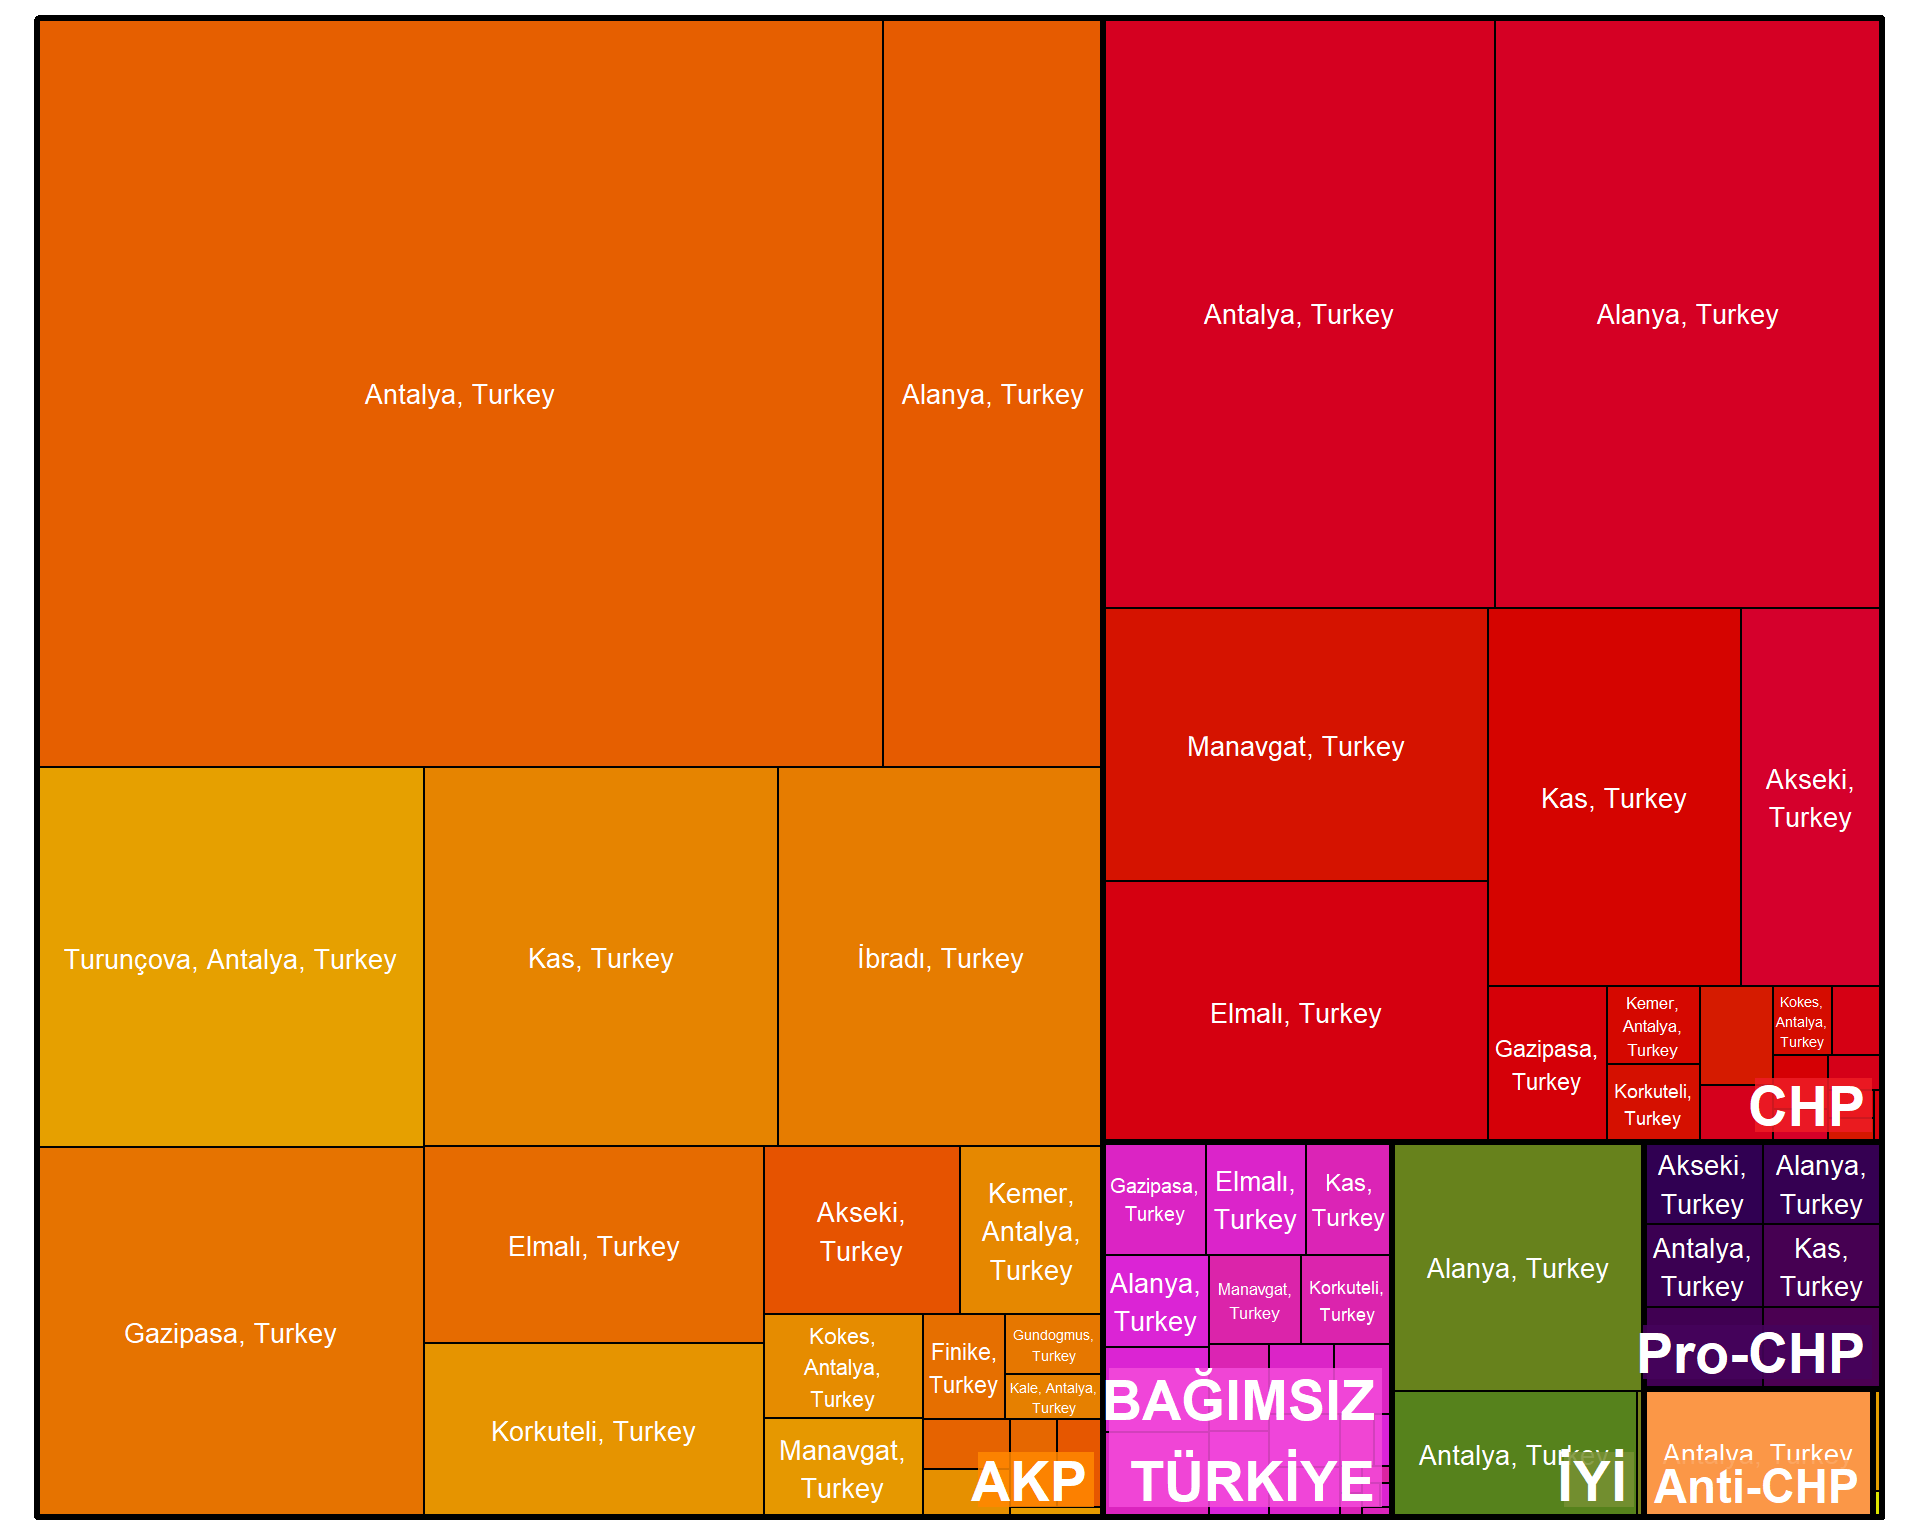 Antalya, Turkey
Alanya, Turkey
Turunçova, Antalya, Turkey
Kas, Turkey
İbradı, Turkey
Gazipasa, Turkey
Elmalı, Turkey
Korkuteli, Turkey
Akseki,
Turkey
Kemer,
Antalya,
Turkey
Kokes,
Antalya,
Turkey
Finike,
Turkey
Gundogmus,
Turkey
Kale, Antalya,
Turkey
Manavgat,
Turkey
AKP
Antalya, Turkey
Alanya, Turkey
Manavgat, Turkey
Kas, Turkey
Akseki,
Turkey
Elmalı, Turkey
Gazipasa,
Turkey
Kemer,
Antalya,
Turkey
Korkuteli,
Turkey
Kokes,
Antalya,
Turkey
CHP
Gazipasa,
Turkey
Elmalı,
Turkey
Kas,
Turkey
Alanya,
Turkey
Manavgat,
Turkey
Korkuteli,
Turkey
BAĞIMSIZ
TÜRKİYE
Alanya, Turkey
Antalya, Turkey
İYİ
Akseki,
Turkey
Alanya,
Turkey
Antalya,
Turkey
Kas,
Turkey
Pro-CHP
Antalya, Turkey
Anti-CHP